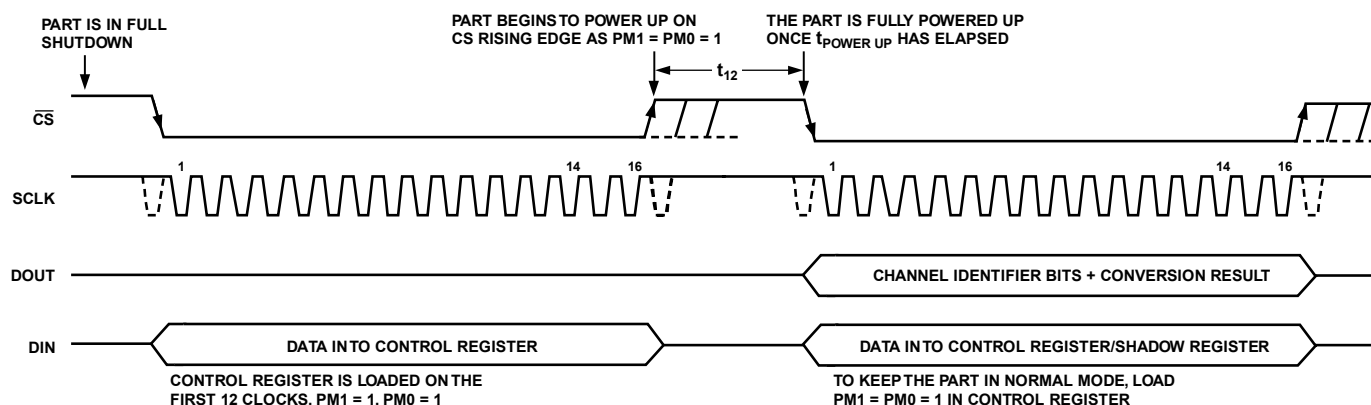 PART IS IN FULL
SHUTDOWN
PART BEGINS TO POWER UP ON
CS RISING EDGE AS PM1 = PM0 = 1
THE PART IS FULLY POWERED UP
ONCE tPOWER UP HAS ELAPSED
t12
CS
1 14 16 1 14 16
SCLK
DOUT
CHANNEL IDENTIFIER BITS + CONVERSION RESULT
DIN
DATA INTO CONTROL REGISTER
DATA INTO CONTROL REGISTER/SHADOW REGISTER
CONTROL REGISTER IS LOADED ON THE
FIRST 12 CLOCKS, PM1 = 1, PM0 = 1
TO KEEP THE PART IN NORMAL MODE, LOAD
PM1 = PM0 = 1 IN CONTROL REGISTER